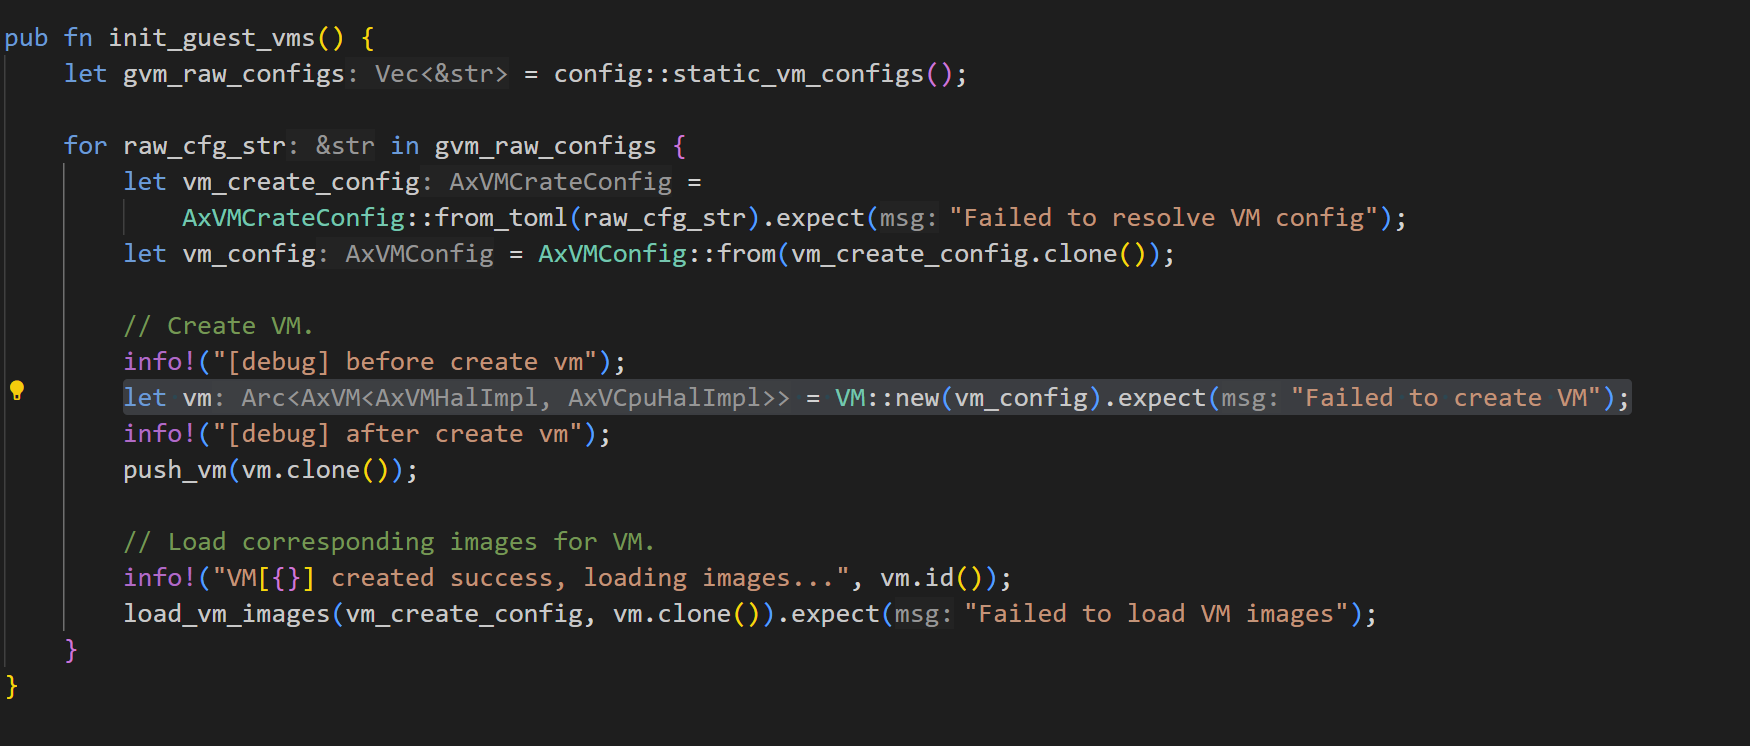 pub fn init_guest_vms() {
    let gvm_raw_configs: Vec<&str> = config::static_vm_configs();
    for raw_cfg_str: &str in gvm_raw_configs {
        let vm_create_config: AxVMCrateConfig =
            AxVMCrateConfig::from_toml(raw_cfg_str).expect(msg: "Failed to resolve VM config");
        let vm_config: AxVMConfig = AxVMConfig::from(vm_create_config.clone());
        // Create VM.
        info!("[debug] before create vm");
        let vm: Arc<AxVM<AxVMHalImpl, AxVCpuHalImpl>> = VM::new(vm_config).expect(msg: "Failed to create VM");
        info!("[debug] after create vm");
        push_vm(vm.clone());
        // Load corresponding images for VM.
        info!("VM[{}] created success, loading images...", vm.id());
        load_vm_images(vm_create_config, vm.clone()).expect(msg: "Failed to load VM images");
    }
}